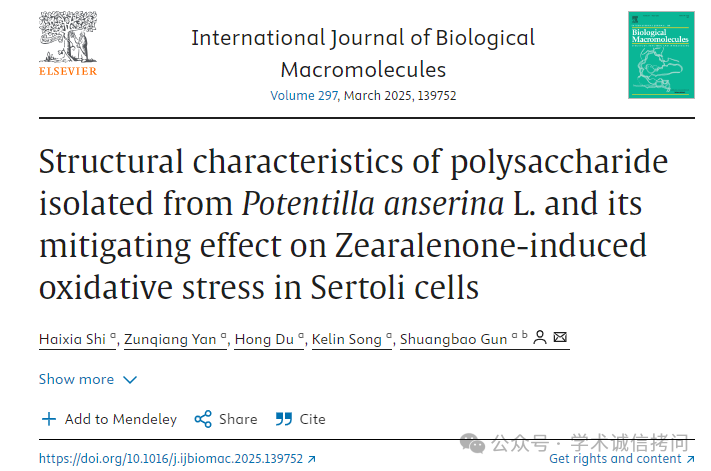 International Journal of Biological
Macromolecules
Volume 297, March 2025, 139752
ELSEVIER
Biological
Macromolecules
Structural characteristics of polysaccharide
isolated from Potentilla anserina L. and its
mitigating effect on Zearalenone-induced
oxidative stress in Sertoli cells
Haixia Shi a, Zunqiang Yan a, Hong Du a, Kelin Song a, Shuangbao Gun a b
Show more
Add to Mendeley Share Cite
公众号 · 学术诚信拷问
https://doi.org/10.1016/j.ijbiomac.2025.139752 ↗ Get rights and content ↗